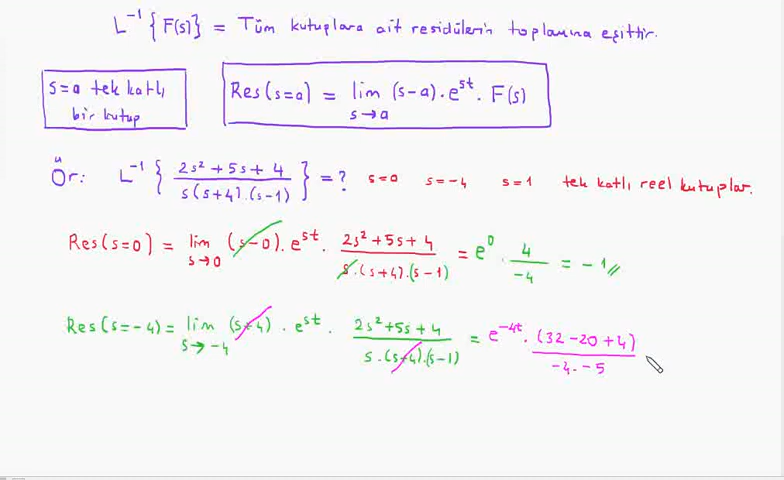 L⁻¹ { F(s) } = Tüm kutuplara ait residülerin toplamına eşittir.
s=a tek katlı
bir kutup
Res(s=a) = lim (s-a) . eˢᵗ . F(s)
s→a
Ör: L⁻¹ { (2s²+5s+4) / (s(s+4).(s-1)) } = ? s=0 s=-4 s=1 tek katlı reel kutuplar.
Res(s=0) = lim (s-0) . eˢᵗ . (2s²+5s+4) / (s.(s+4).(s-1)) = e⁰ . 4 / -4 = -1 //
s→0
Res(s=-4) = lim (s+4) . eˢᵗ . (2s²+5s+4) / (s.(s+4).(s-1)) = e⁻⁴ᵗ . (32-20+4) / -4.-5
s→-4